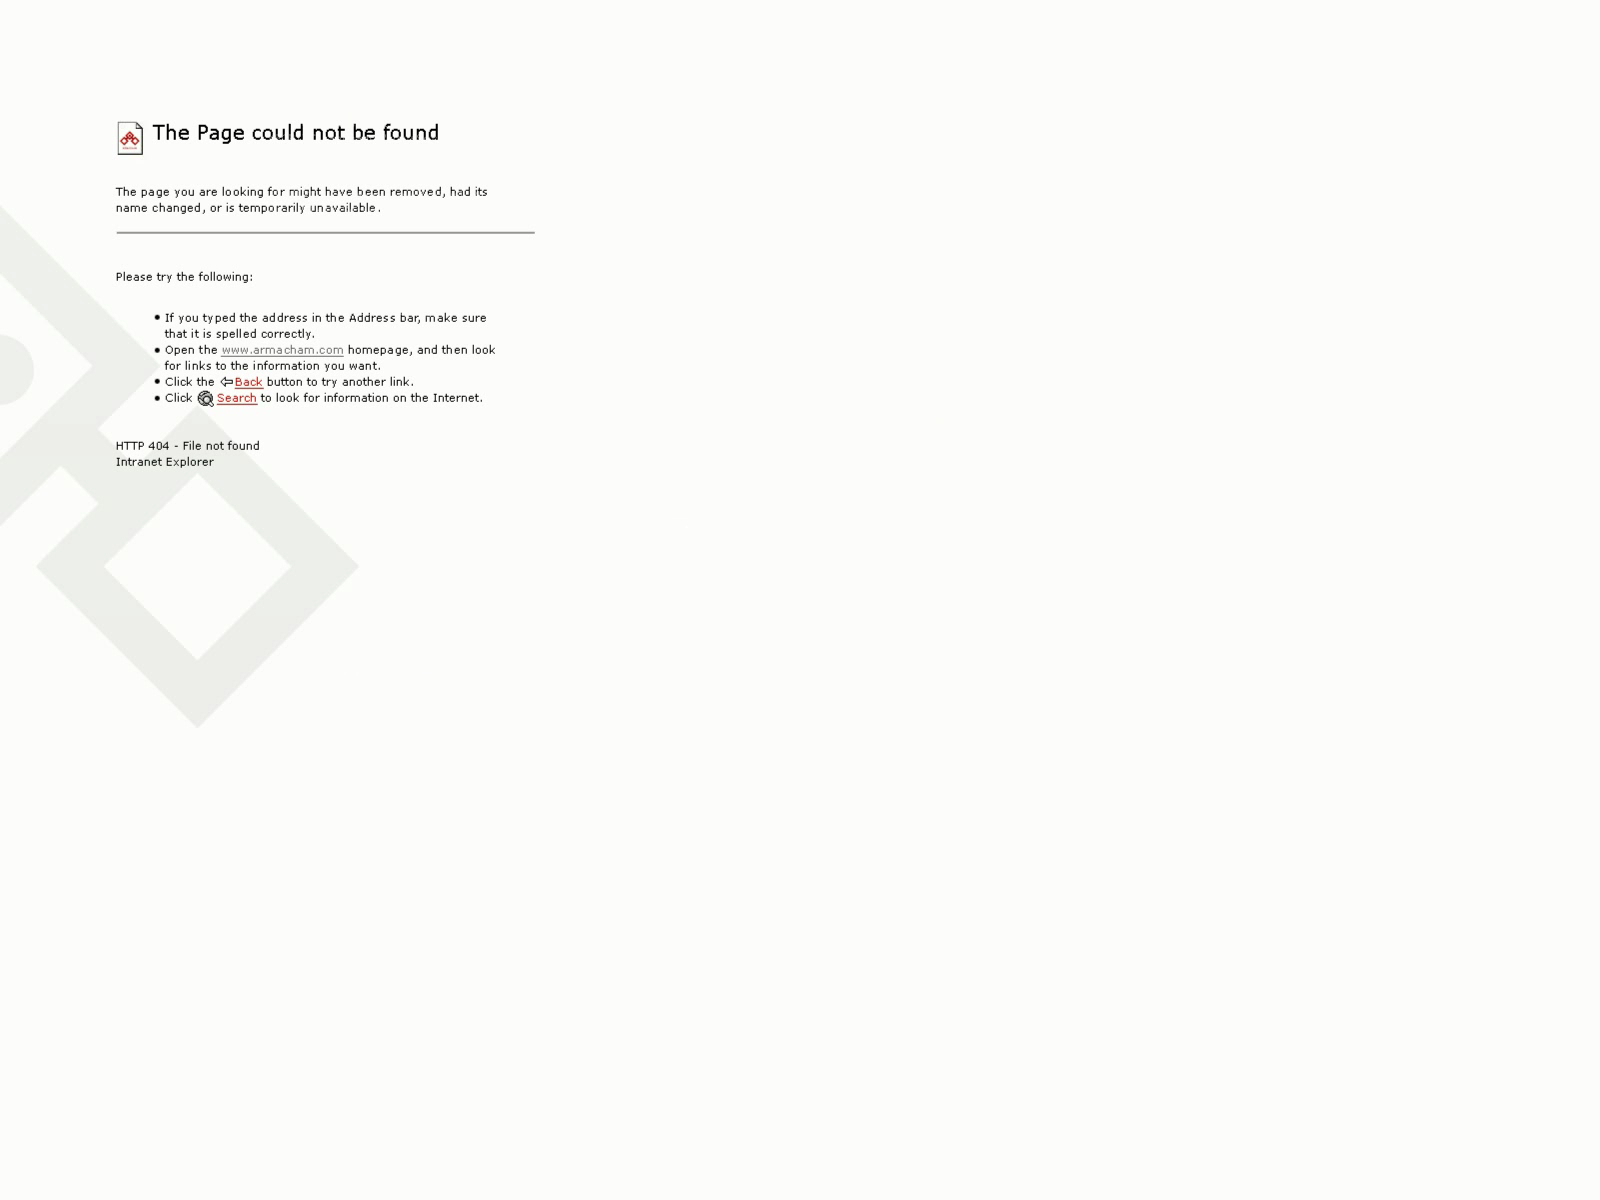 The Page could not be found
The page you are looking for might have been removed, had its
name changed, or is temporarily unavailable.
Please try the following:
• If you typed the address in the Address bar, make sure
that it is spelled correctly.
• Open the www.armacham.com homepage, and then look
for links to the information you want.
• Click the Back button to try another link.
• Click Search to look for information on the Internet.
HTTP 404 - File not found
Intranet Explorer